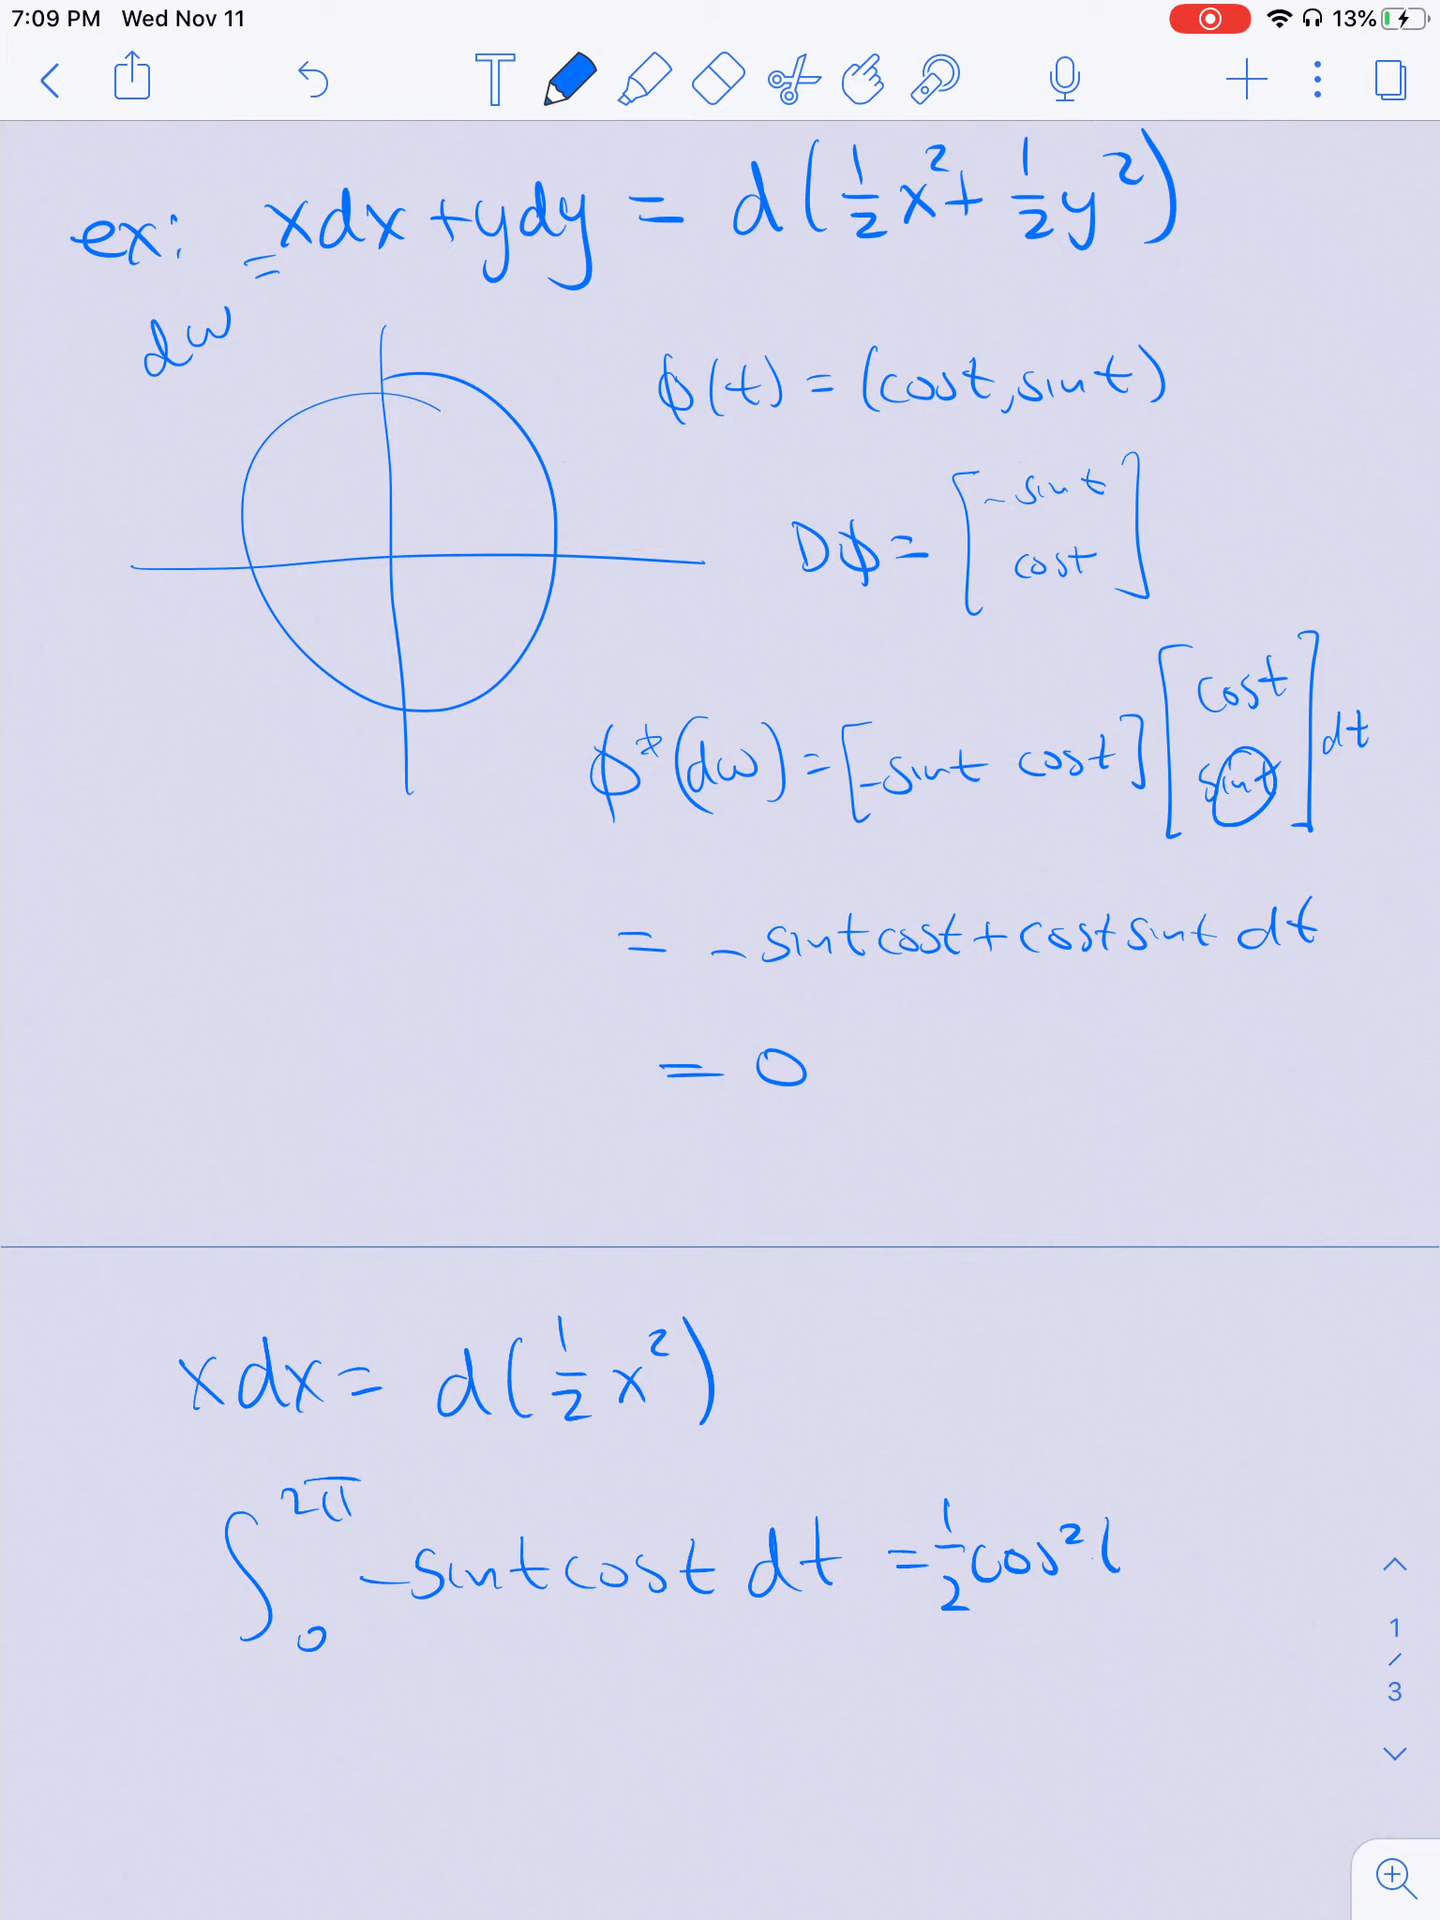 7:09 PM Wed Nov 11 13%
T
ex: xdx + ydy = d(½x² + ½y²)
=
dω
φ(t) = (cost, sint)
Dφ = [-sint
cost]
φ*(dω) = [-sint cost] [cost
sint] dt
= -sintcost + costsint dt
= 0
xdx = d(½x²)
∫₀^2π -sintcost dt = ½cos²(
1
/
3